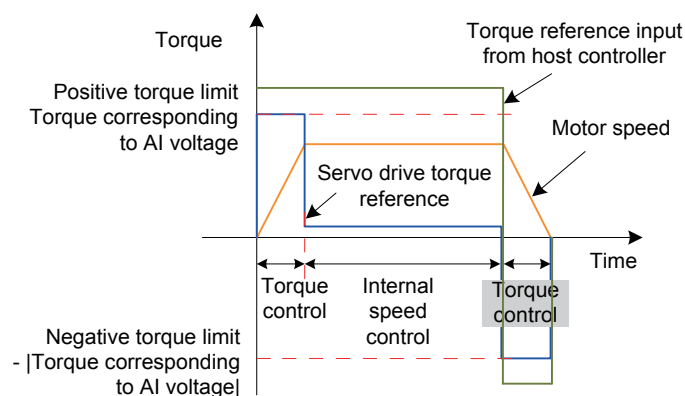 Torque
Torque reference input
from host controller
Positive torque limit
Torque corresponding
to AI voltage
Motor speed
Servo drive torque
reference
Time
Torque
control
Internal
speed
control
Torque
control
Negative torque limit
- |Torque corresponding
to AI voltage|